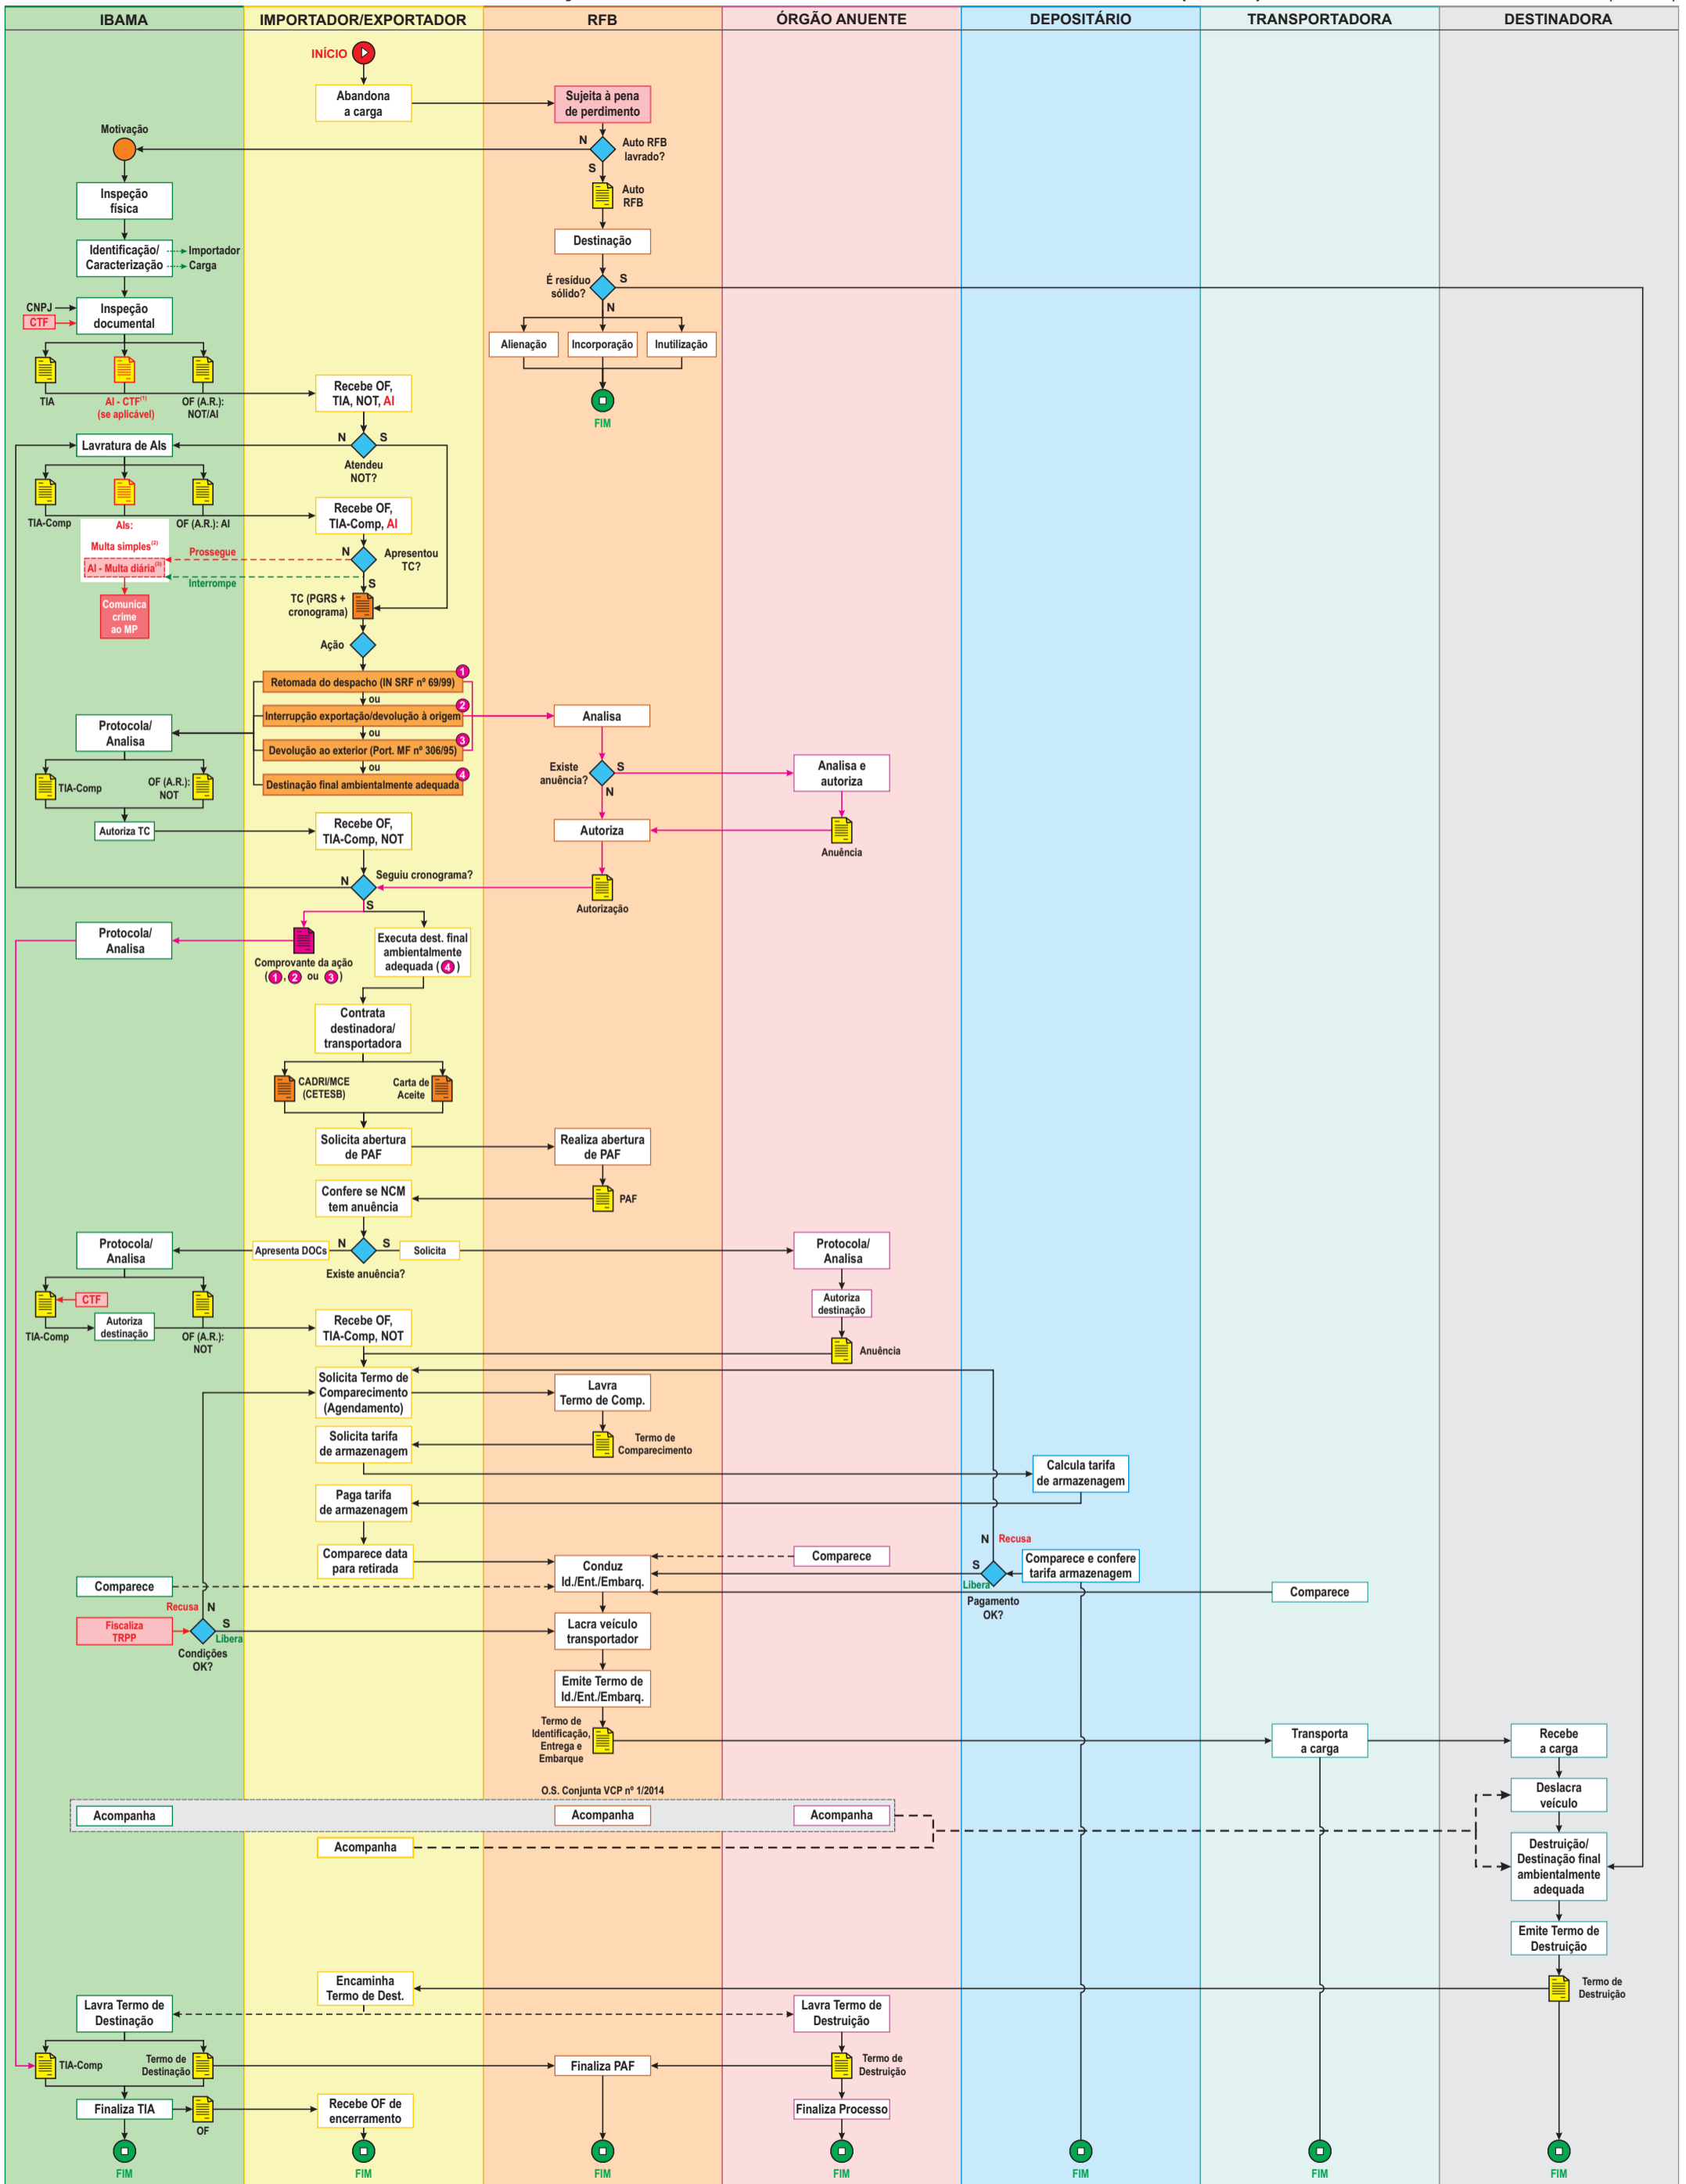 IBAMA
IMPORTADOR/EXPORTADOR
RFB
ÓRGÃO ANUENTE
DEPOSITÁRIO
TRANSPORTADORA
DESTINADORA
INÍCIO
Abandona
a carga
Sujeita à pena
de perdimento
Motivação
N
Auto RFB
lavrado?
S
Auto
RFB
Inspeção
física
Destinação
Identificação/
Caracterização
Importador
Carga
É resíduo
sólido?
S
N
CNPJ
CTF
Inspeção
documental
Alienação
Incorporação
Inutilização
TIA
AI - CTF(1)
(se aplicável)
OF (A.R.):
NOT/AI
Recebe OF,
TIA, NOT, AI
FIM
Lavratura de AIs
N
S
Atendeu
NOT?
TIA-Comp
OF (A.R.): AI
Recebe OF,
TIA-Comp, AI
AIs:
Multa simples(2)
AI - Multa diária(3)
Prossegue
N
Apresentou
TC?
Interrompe
S
Comunica
crime
ao MP
TC (PGRS +
cronograma)
Ação
1
Retomada do despacho (IN SRF nº 69/99)
ou
2
Interrupção exportação/devolução à origem
ou
3
Devolução ao exterior (Port. MF nº 306/95)
ou
4
Destinação final ambientalmente adequada
Protocola/
Analisa
Analisa
TIA-Comp
OF (A.R.):
NOT
Existe
anuência?
S
N
Analisa e
autoriza
Autoriza TC
Recebe OF,
TIA-Comp, NOT
Autoriza
Anuência
N
Seguiu cronograma?
S
Autorização
Protocola/
Analisa
Comprovante da ação
(1, 2 ou 3)
Executa dest. final
ambientalmente
adequada (4)
Contrata
destinadora/
transportadora
CADRI/MCE
(CETESB)
Carta de
Aceite
Solicita abertura
de PAF
Realiza abertura
de PAF
Confere se NCM
tem anuência
PAF
Protocola/
Analisa
Apresenta DOCs
N
S
Solicita
Existe anuência?
Protocola/
Analisa
CTF
TIA-Comp
Autoriza
destinação
OF (A.R.):
NOT
Recebe OF,
TIA-Comp, NOT
Autoriza
destinação
Anuência
Solicita Termo de
Comparecimento
(Agendamento)
Lavra
Termo de Comp.
Solicita tarifa
de armazenagem
Termo de
Comparecimento
Calcula tarifa
de armazenagem
Paga tarifa
de armazenagem
N
Recusa
Comparece data
para retirada
Conduz
Id./Ent./Embarq.
Comparece
S
Libera
Pagamento
OK?
Comparece e confere
tarifa armazenagem
Comparece
Comparece
Recusa
N
Fiscaliza
TRPP
S
Libera
Condições
OK?
Lacra veículo
transportador
Emite Termo de
Id./Ent./Embarq.
Termo de
Identificação,
Entrega e
Embarque
Transporta
a carga
Recebe
a carga
O.S. Conjunta VCP nº 1/2014
Acompanha
Acompanha
Acompanha
Acompanha
Deslacra
veículo
Destruição/
Destinação final
ambientalmente
adequada
Emite Termo de
Destruição
Termo de
Destruição
Encaminha
Termo de Dest.
Lavra Termo de
Destinação
Lavra Termo de
Destruição
TIA-Comp
Termo de
Destinação
Finaliza PAF
Termo de
Destruição
Finaliza TIA
OF
Recebe OF de
encerramento
Finaliza Processo
FIM
FIM
FIM
FIM
FIM
FIM
FIM